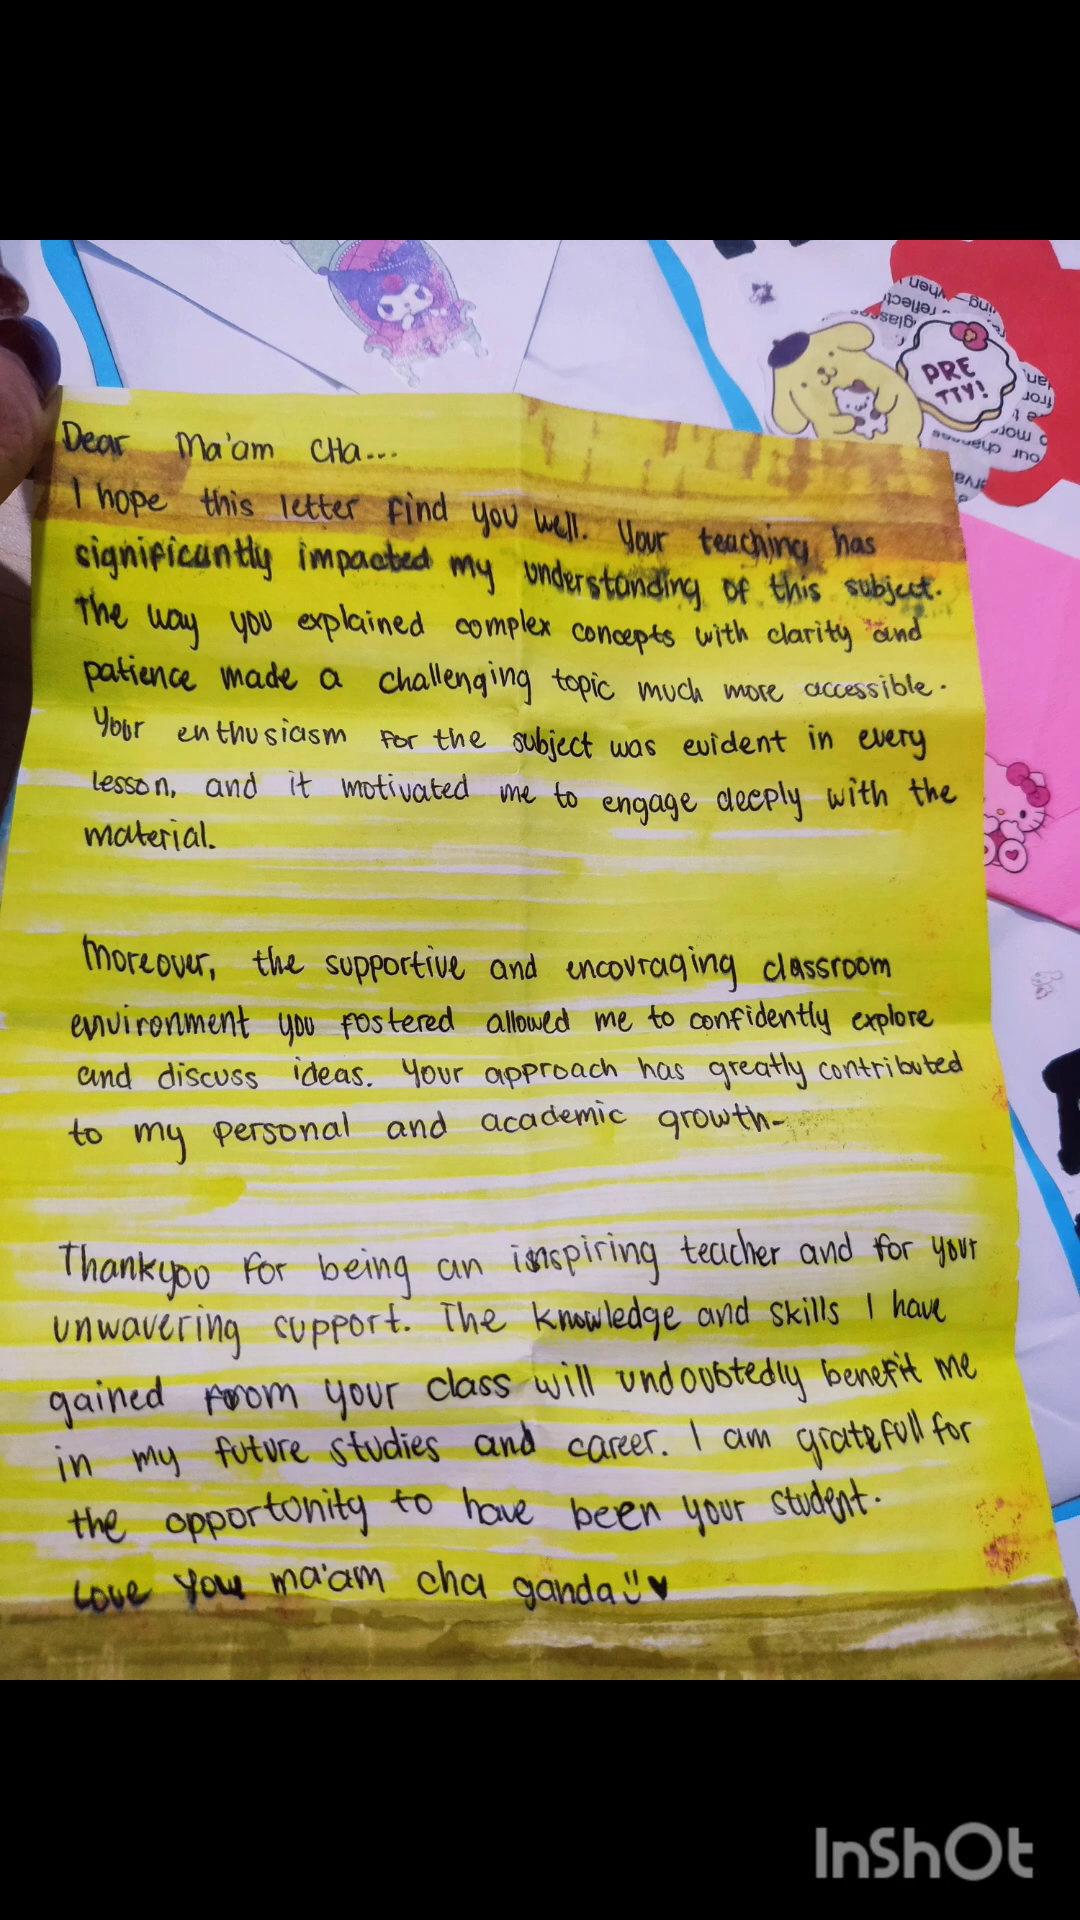 PRE
TTY!
when
Dear Ma'am CHa...
I hope this letter find you well. Your teaching has
significantly impacted my understanding of this subject.
The way you explained complex concepts with clarity and
patience made a challenging topic much more accessible.
Your enthusiasm for the subject was evident in every
lesson, and it motivated me to engage deeply with the
material.
Moreover, the supportive and encouraging classroom
environment you fostered allowed me to confidently explore
and discuss ideas. Your approach has greatly contributed
to my personal and academic growth-
Thankyou for being an inspiring teacher and for your
unwavering support. The knowledge and skills I have
gained from your class will undoubtedly benefit me
in my future studies and career. I am gratefull for
the opportunity to have been your student.
Love you ma'am cha ganda
InShOt